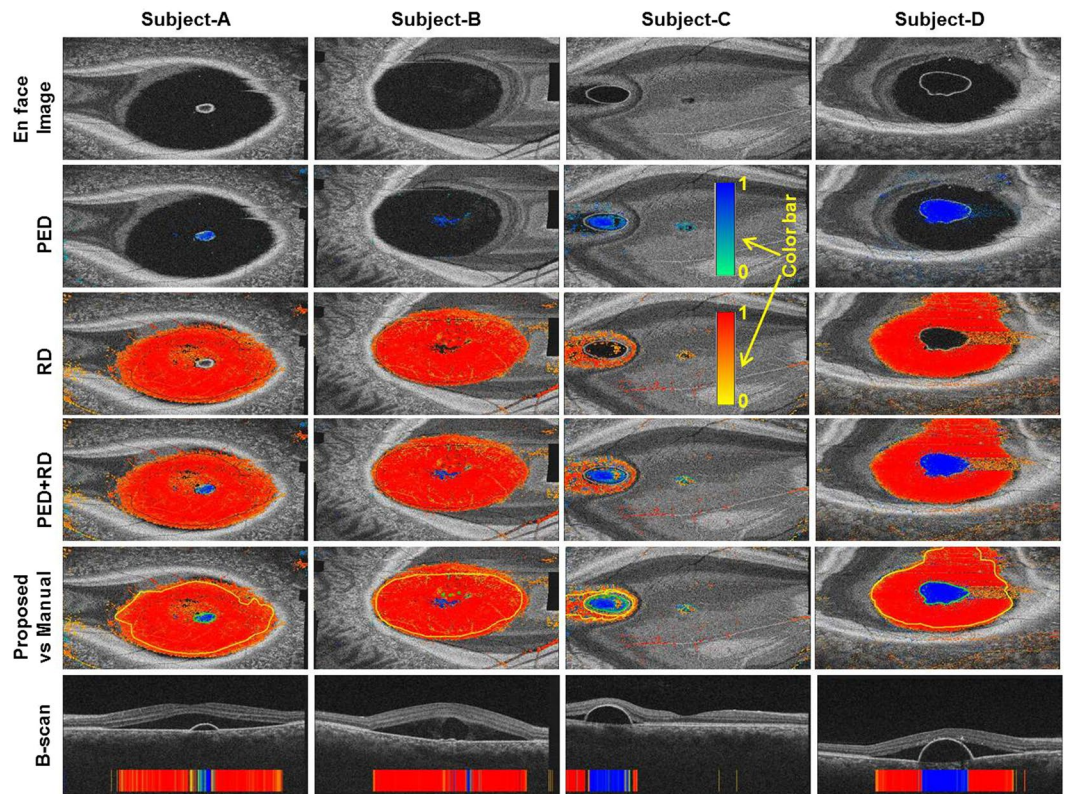 Subject-A Subject-B Subject-C Subject-D
En face
Image
PED
1
0
Color bar
RD
1
0
PED+RD
Proposed
vs Manual
B-scan